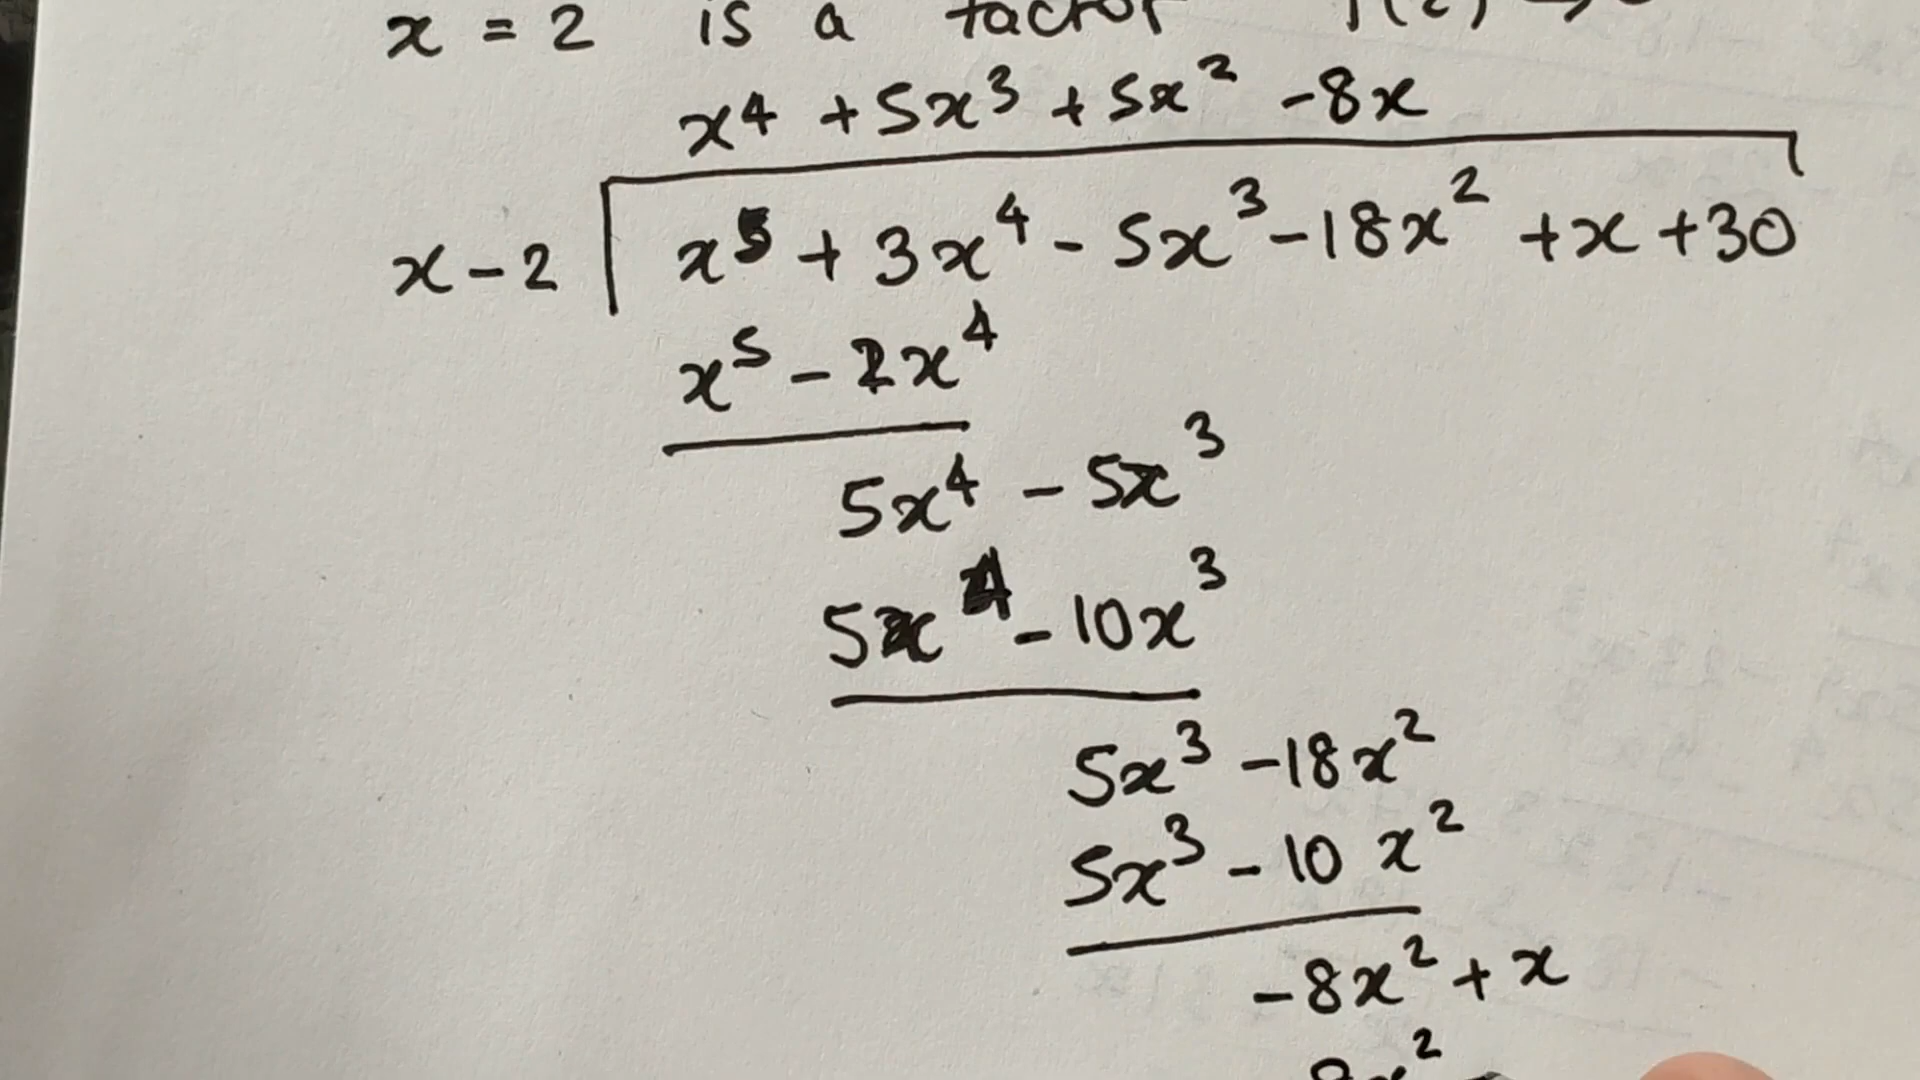 x = 2 is a factor
x⁴ + 5x³ + 5x² - 8x
x - 2 x⁵ + 3x⁴ - 5x³ - 18x² + x + 30
x⁵ - 2x⁴
5x⁴ - 5x³
5x⁴ - 10x³
5x³ - 18x²
5x³ - 10x²
-8x² + x